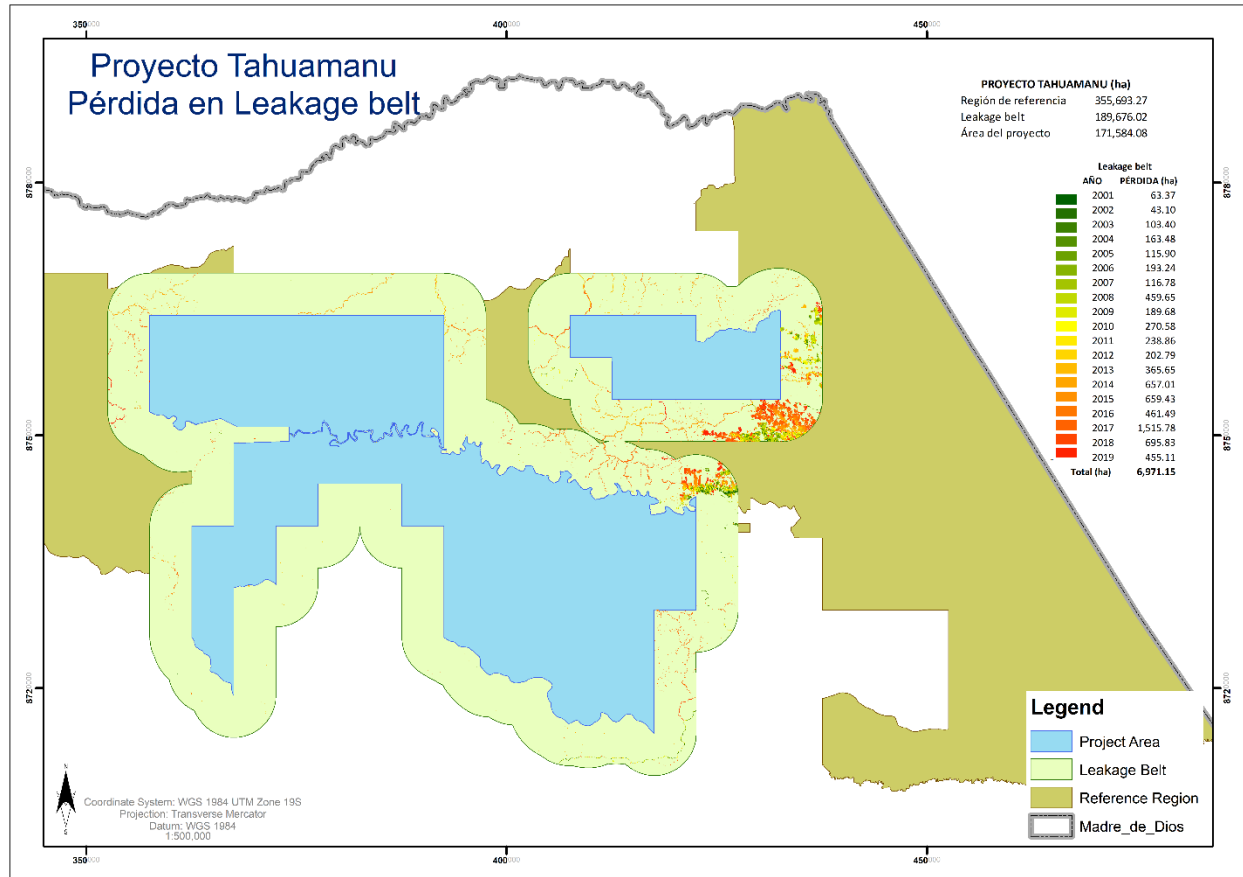 350000 400000 450000
Proyecto Tahuamanu
Pérdida en Leakage belt
PROYECTO TAHUAMANU (ha)
Región de referencia 355,693.27
Leakage belt 189,676.02
Área del proyecto 171,584.08
Leakage belt
AÑO PÉRDIDA (ha)
2001 63.37
2002 43.10
2003 103.40
2004 163.48
2005 115.90
2006 193.24
2007 116.78
2008 459.65
2009 189.68
2010 270.58
2011 238.86
2012 202.79
2013 365.65
2014 657.01
2015 659.43
2016 461.49
2017 1,515.78
2018 695.83
2019 455.11
Total (ha) 6,971.15
8780000 8780000
8750000 8750000
8720000 8720000
Legend
Project Area
Leakage Belt
Reference Region
Madre_de_Dios
N
W E
S
Coordinate System: WGS 1984 UTM Zone 19S
Projection: Transverse Mercator
Datum: WGS 1984
1:500,000
350000 400000 450000